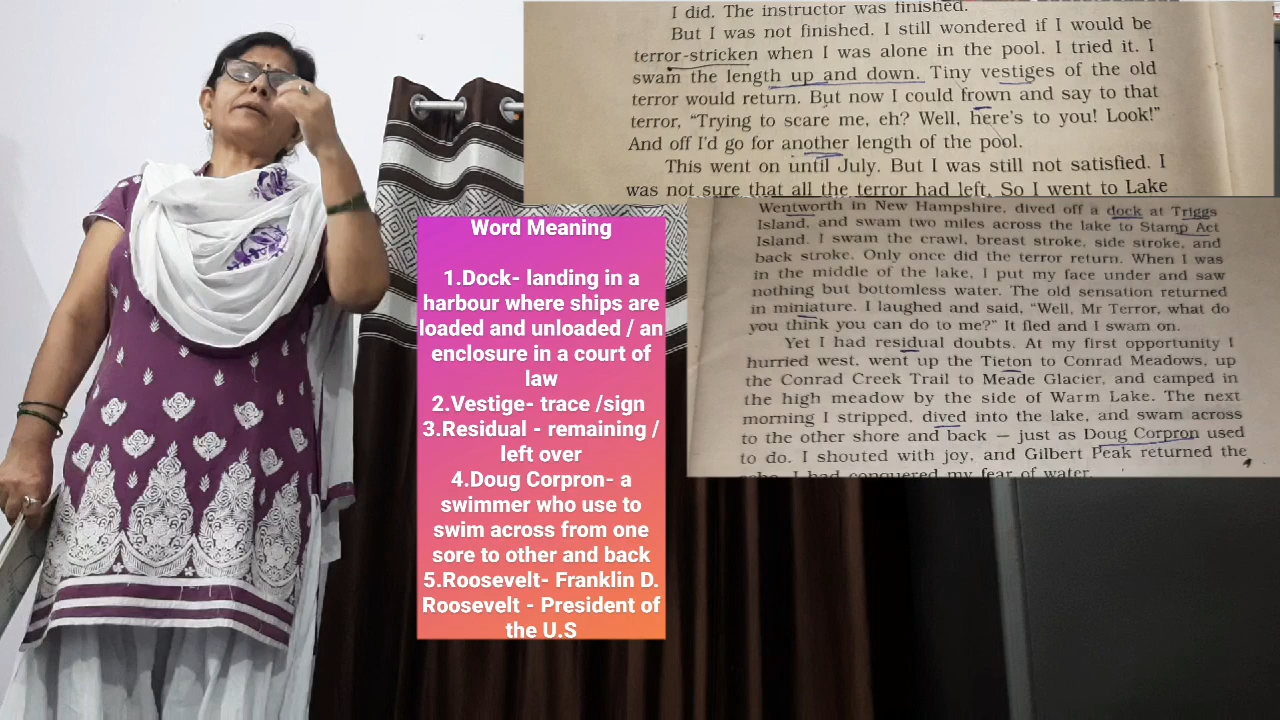 I did. The instructor was finished.
But I was not finished. I still wondered if I would be
terror-stricken when I was alone in the pool. I tried it. I
swam the length up and down. Tiny vestiges of the old
terror would return. But now I could frown and say to that
terror, “Trying to scare me, eh? Well, here’s to you! Look!”
And off I’d go for another length of the pool.
This went on until July. But I was still not satisfied. I
was not sure that all the terror had left. So I went to Lake
Wentworth in New Hampshire, dived off a dock at Triggs
Island, and swam two miles across the lake to Stamp Act
Island. I swam the crawl, breast stroke, side stroke, and
back stroke. Only once did the terror return. When I was
in the middle of the lake, I put my face under and saw
nothing but bottomless water. The old sensation returned
in miniature. I laughed and said, “Well, Mr Terror, what do
you think you can do to me?” It fled and I swam on.
Yet I had residual doubts. At my first opportunity I
hurried west, went up the Tieton to Conrad Meadows, up
the Conrad Creek Trail to Meade Glacier, and camped in
the high meadow by the side of Warm Lake. The next
morning I stripped, dived into the lake, and swam across
to the other shore and back — just as Doug Corpron used
to do. I shouted with joy, and Gilbert Peak returned the
echo. I had conquered my fear of water.
Word Meaning
1.Dock- landing in a
harbour where ships are
loaded and unloaded / an
enclosure in a court of
law
2.Vestige- trace /sign
3.Residual - remaining /
left over
4.Doug Corpron- a
swimmer who use to
swim across from one
sore to other and back
5.Roosevelt- Franklin D.
Roosevelt - President of
the U.S